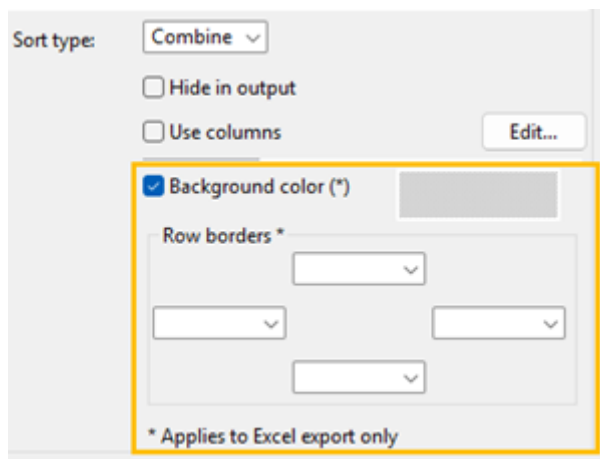 Sort type: Combine
Hide in output
Use columns Edit...
Background color (*)
Row borders *
* Applies to Excel export only